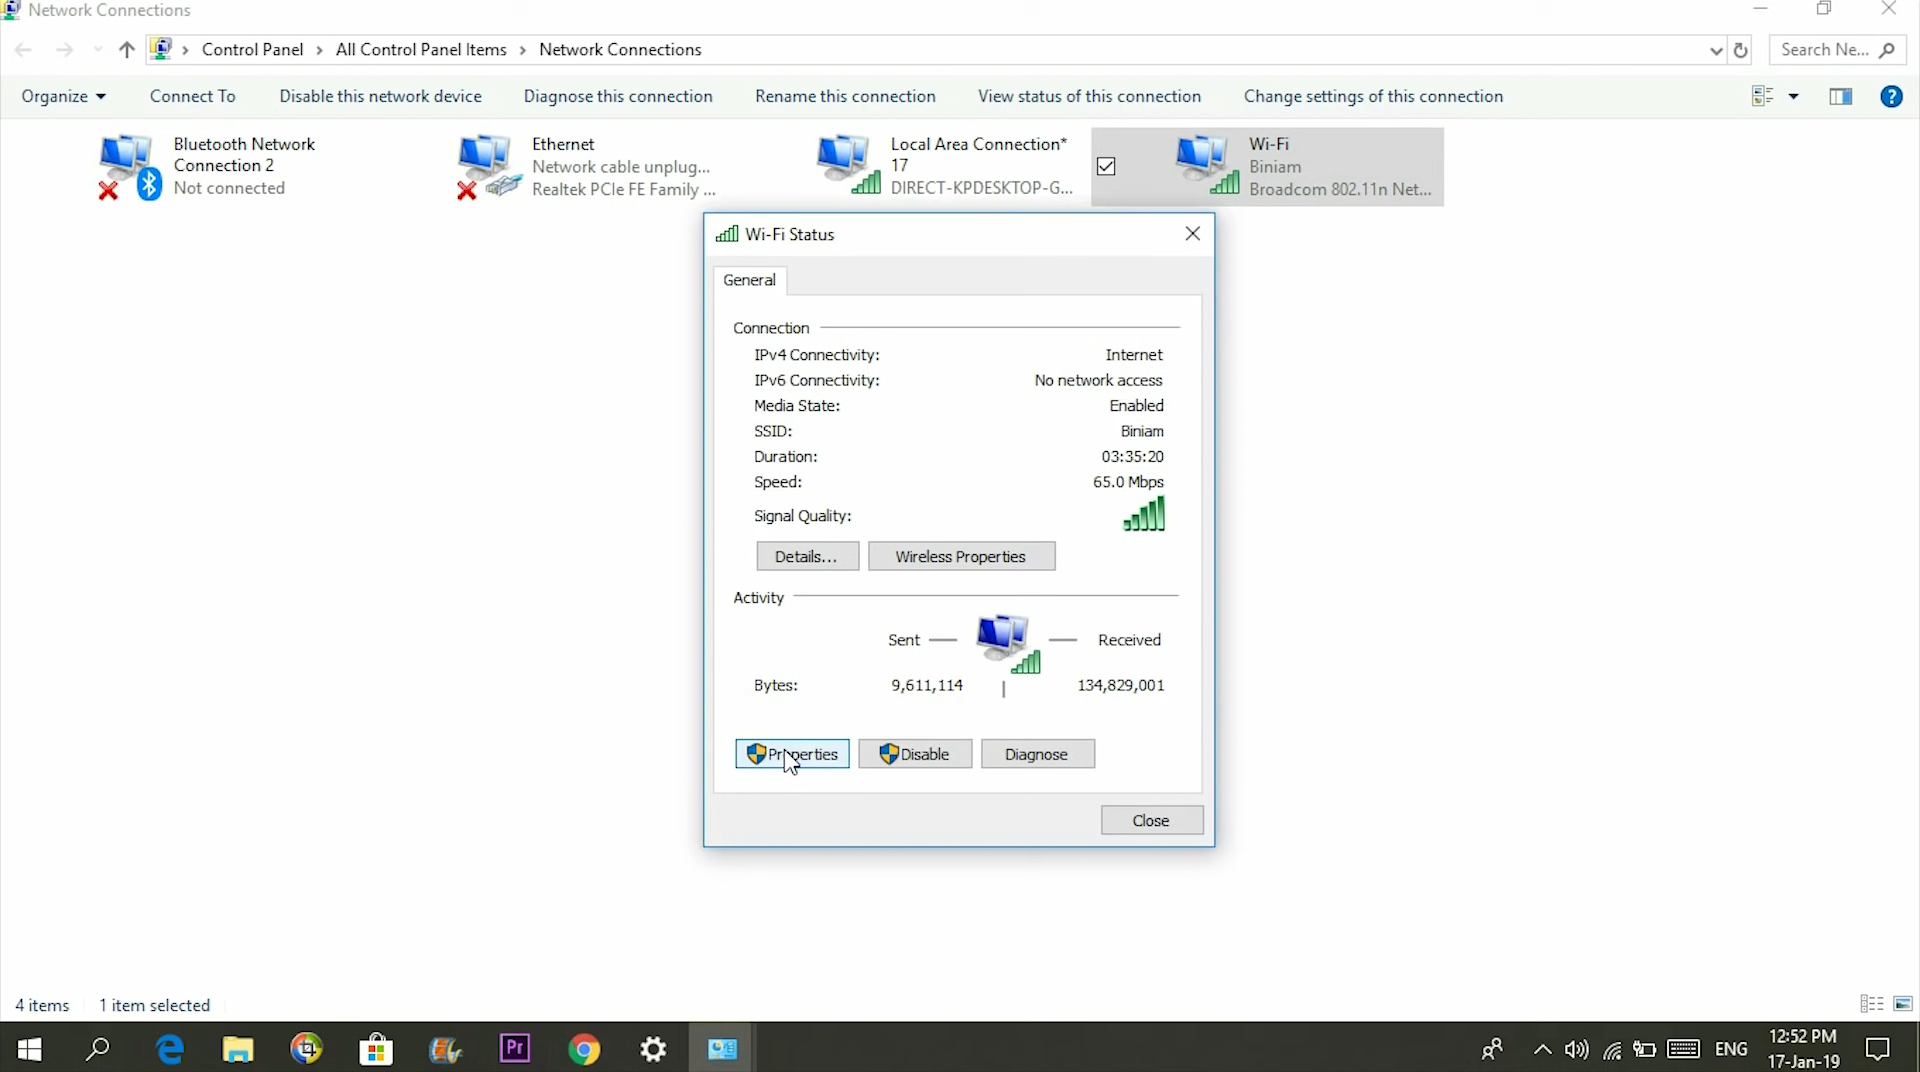 Network Connections
Control Panel > All Control Panel Items > Network Connections
Search Ne...
Organize
Connect To
Disable this network device
Diagnose this connection
Rename this connection
View status of this connection
Change settings of this connection
Bluetooth Network
Connection 2
Not connected
Ethernet
Network cable unplug...
Realtek PCIe FE Family ...
Local Area Connection*
17
DIRECT-KPDESKTOP-G...
Wi-Fi
Biniam
Broadcom 802.11n Net...
Wi-Fi Status
General
Connection
IPv4 Connectivity: Internet
IPv6 Connectivity: No network access
Media State: Enabled
SSID: Biniam
Duration: 03:35:20
Speed: 65.0 Mbps
Signal Quality:
Details...
Wireless Properties
Activity
Sent
Received
Bytes: 9,611,114 | 134,829,001
Properties
Disable
Diagnose
Close
4 items
1 item selected
Pr
ENG
12:52 PM
17-Jan-19